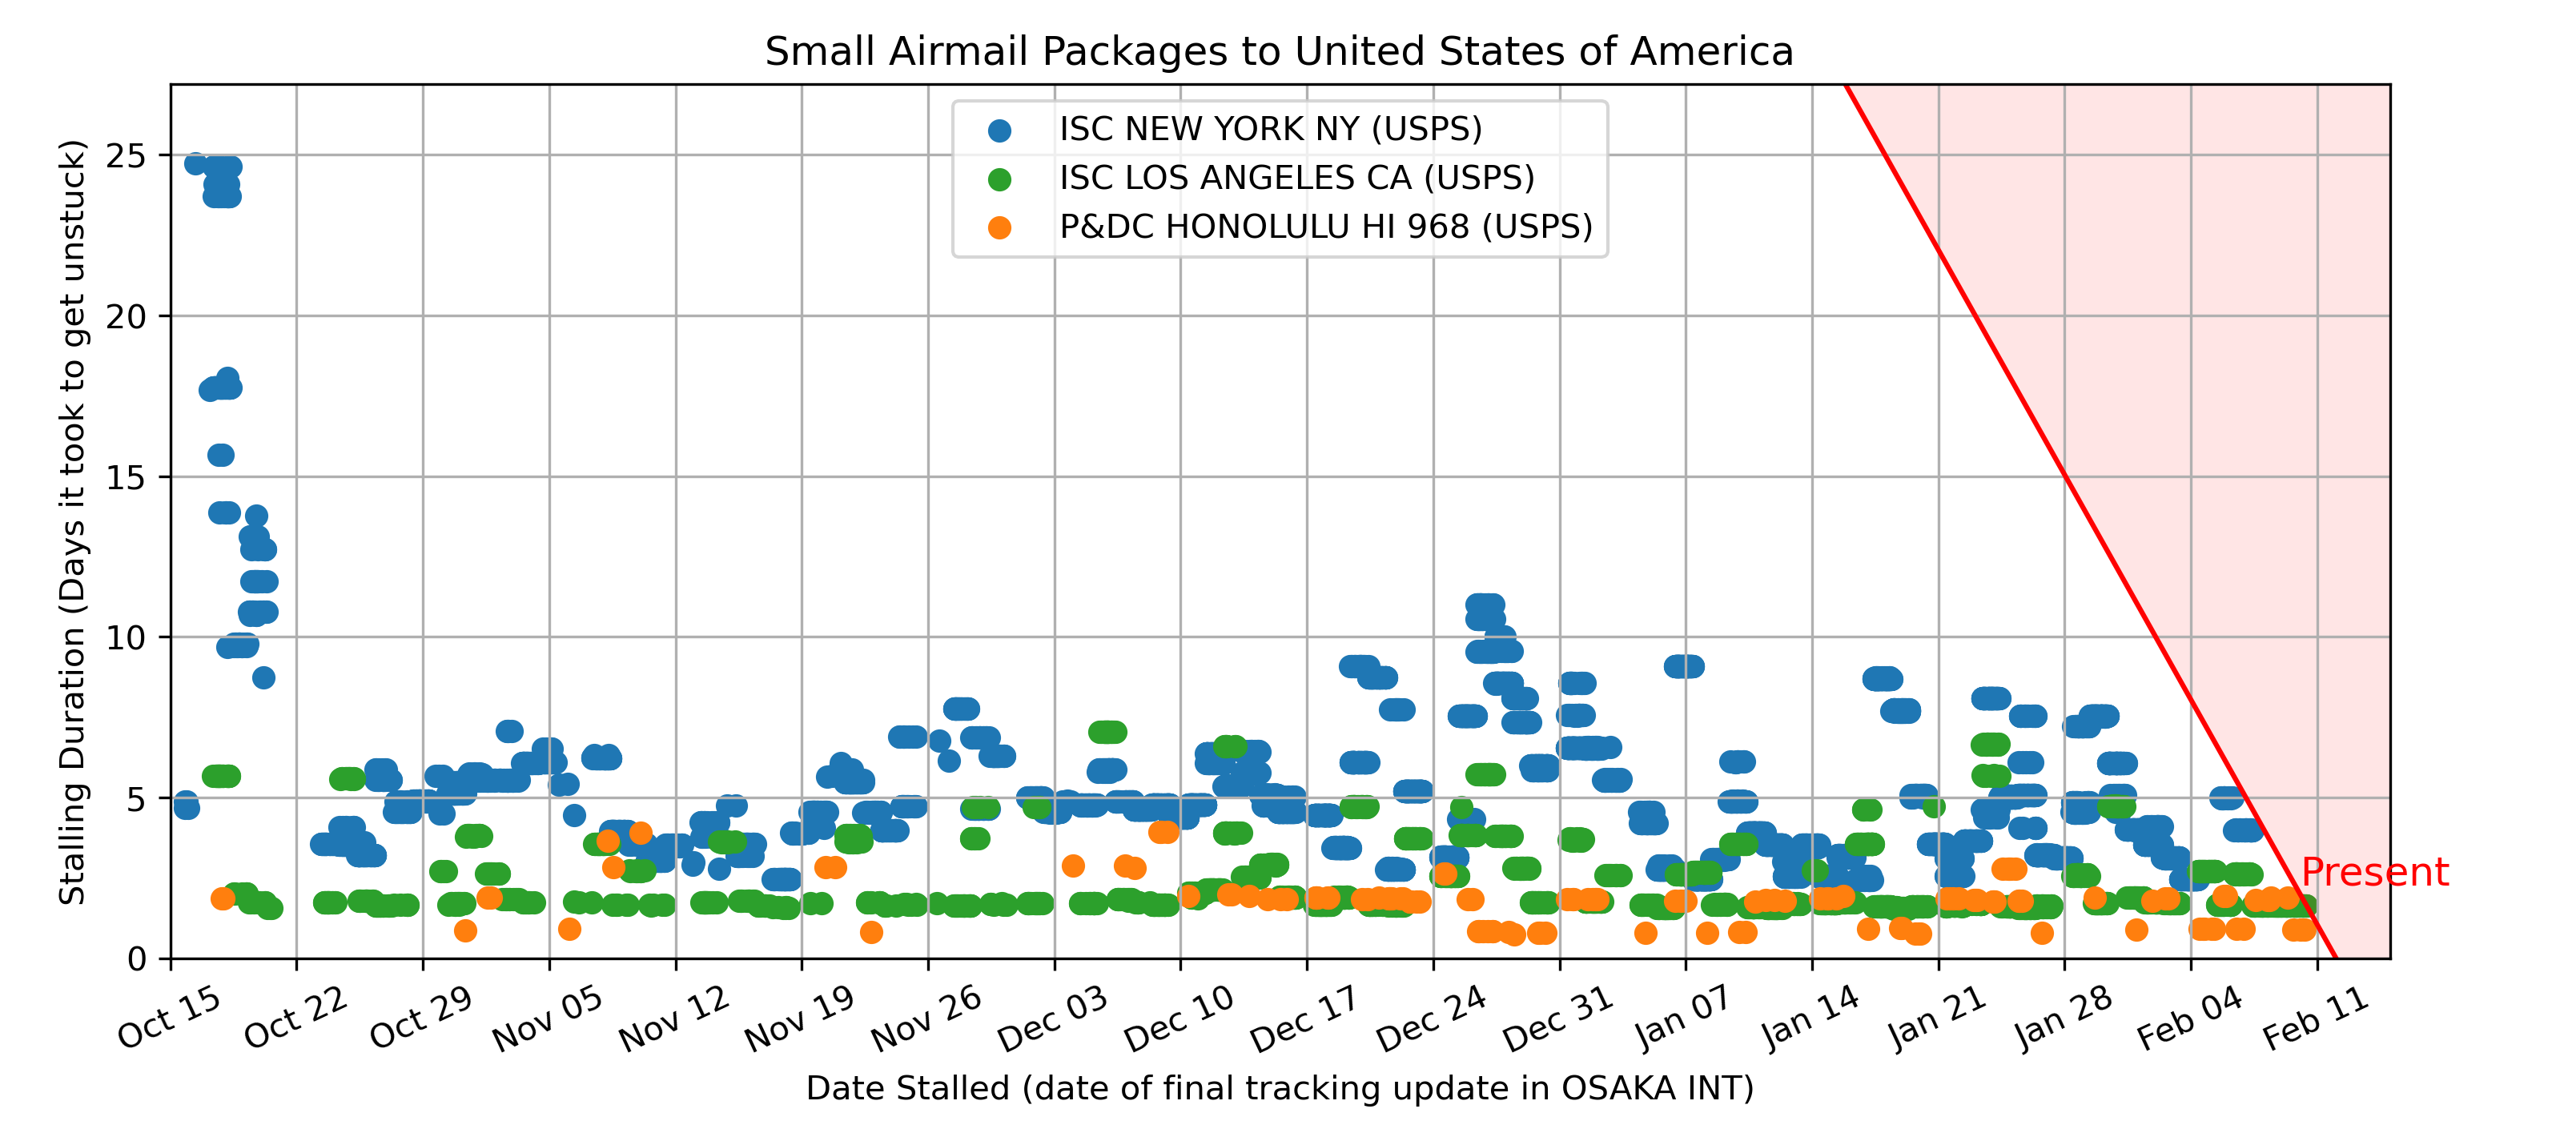 Small Airmail Packages to United States of America
ISC NEW YORK NY (USPS)
ISC LOS ANGELES CA (USPS)
P&DC HONOLULU HI 968 (USPS)
Stalling Duration (Days it took to get unstuck)
25
20
15
10
5
0
Present
Oct 15
Oct 22
Oct 29
Nov 05
Nov 12
Nov 19
Nov 26
Dec 03
Dec 10
Dec 17
Dec 24
Dec 31
Jan 07
Jan 14
Jan 21
Jan 28
Feb 04
Feb 11
Date Stalled (date of final tracking update in OSAKA INT)